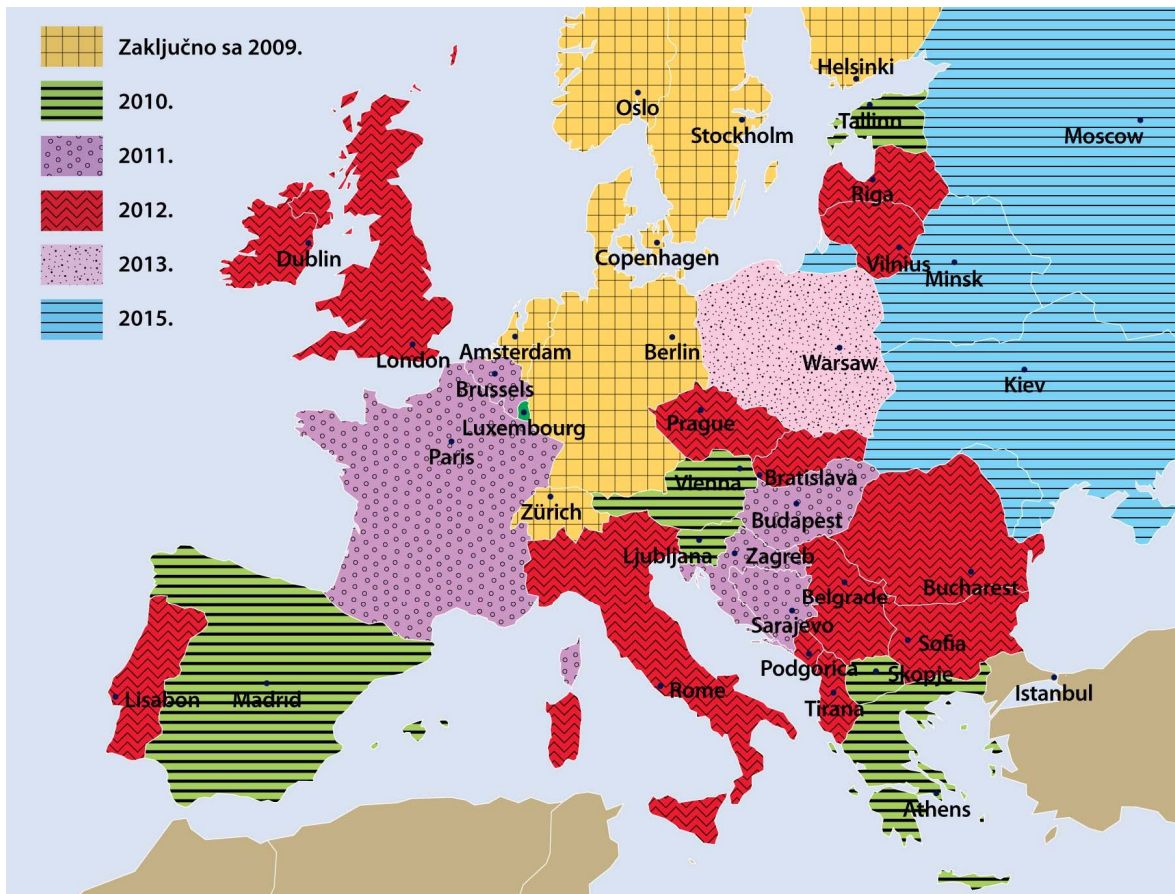 Zaključno sa 2009.
2010.
2011.
2012.
2013.
2015.
Helsinki
Oslo
Tallinn
Stockholm
Moscow
Riga
Dublin
Copenhagen
Vilnius
Minsk
London
Amsterdam
Berlin
Warsaw
Brussels
Kiev
Luxembourg
Prague
Paris
Vienna
Bratislava
Zürich
Budapest
Ljubljana
Zagreb
Belgrade
Bucharest
Sarajevo
Sofia
Podgorica
Skopje
Lisabon
Madrid
Rome
Tirana
Istanbul
Athens